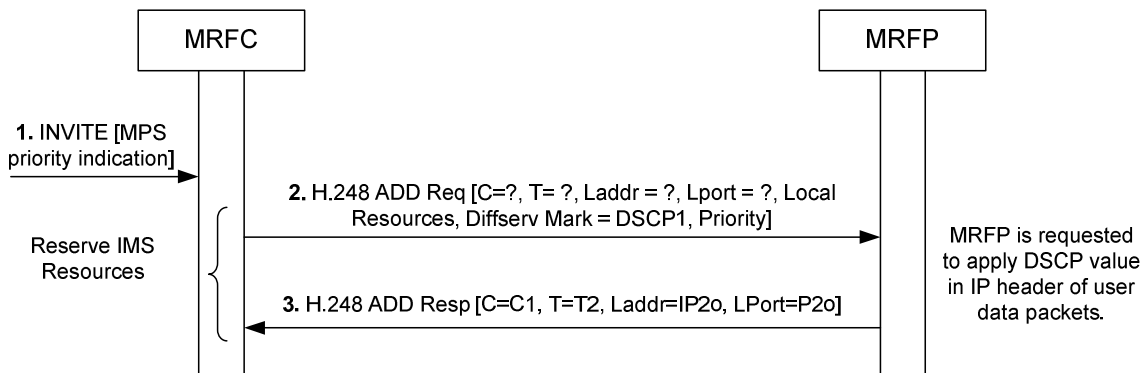 MRFC
MRFP
1. INVITE [MPS
priority indication]
2. H.248 ADD Req [C=?, T= ?, Laddr = ?, Lport = ?, Local
Resources, Diffserv Mark = DSCP1, Priority]
Reserve IMS
Resources
MRFP is requested
to apply DSCP value
in IP header of user
data packets.
3. H.248 ADD Resp [C=C1, T=T2, Laddr=IP2o, LPort=P2o]